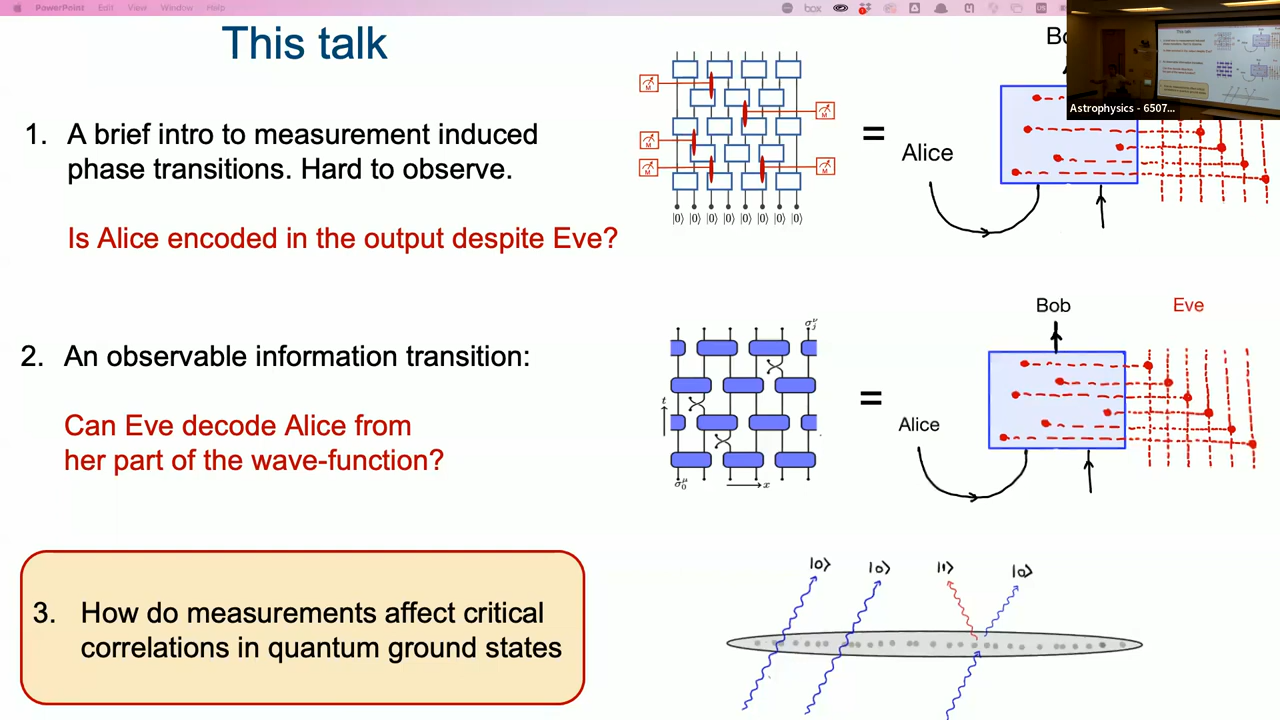 PowerPoint Edit View Window Help
box
This talk
1. A brief intro to measurement induced
phase transitions. Hard to observe.
Is Alice encoded in the output despite Eve?
M
M
M
M
M
|0⟩ |0⟩ |0⟩ |0⟩ |0⟩ |0⟩ |0⟩ |0⟩
=
Alice
Astrophysics - 6507...
2. An observable information transition:
Can Eve decode Alice from
her part of the wave-function?
σ_j^ν
t
σ_0^μ
x
=
Bob
Eve
Alice
3. How do measurements affect critical
correlations in quantum ground states
|0⟩ |0⟩ |1⟩ |0⟩